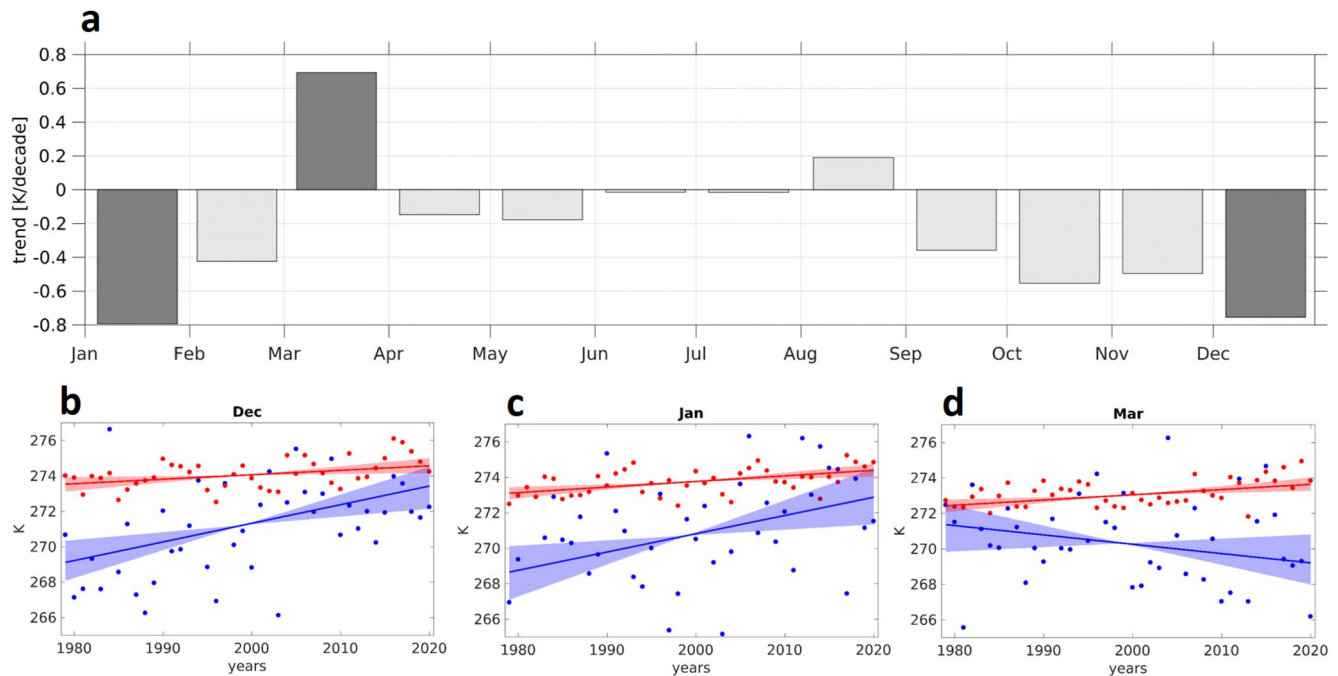 a
trend [K/decade]
0.8
0.6
0.4
0.2
0
-0.2
-0.4
-0.6
-0.8
Jan Feb Mar Apr May Jun Jul Aug Sep Oct Nov Dec
b
Dec
K
276
274
272
270
268
266
1980 1990 2000 2010 2020
years
c
Jan
K
276
274
272
270
268
266
1980 1990 2000 2010 2020
years
d
Mar
K
276
274
272
270
268
266
1980 1990 2000 2010 2020
years